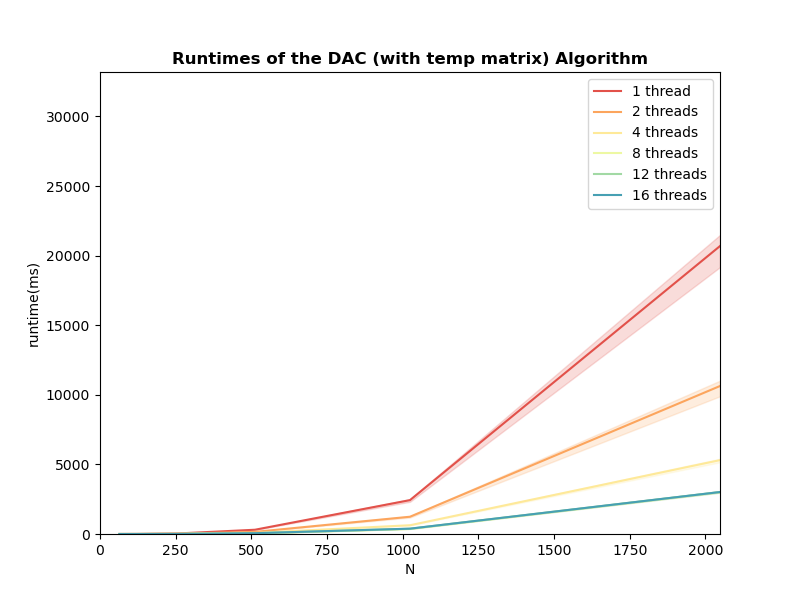 Runtimes of the DAC (with temp matrix) Algorithm
1 thread
2 threads
4 threads
8 threads
12 threads
16 threads
30000
25000
20000
15000
10000
5000
0
runtime(ms)
0 250 500 750 1000 1250 1500 1750 2000
N